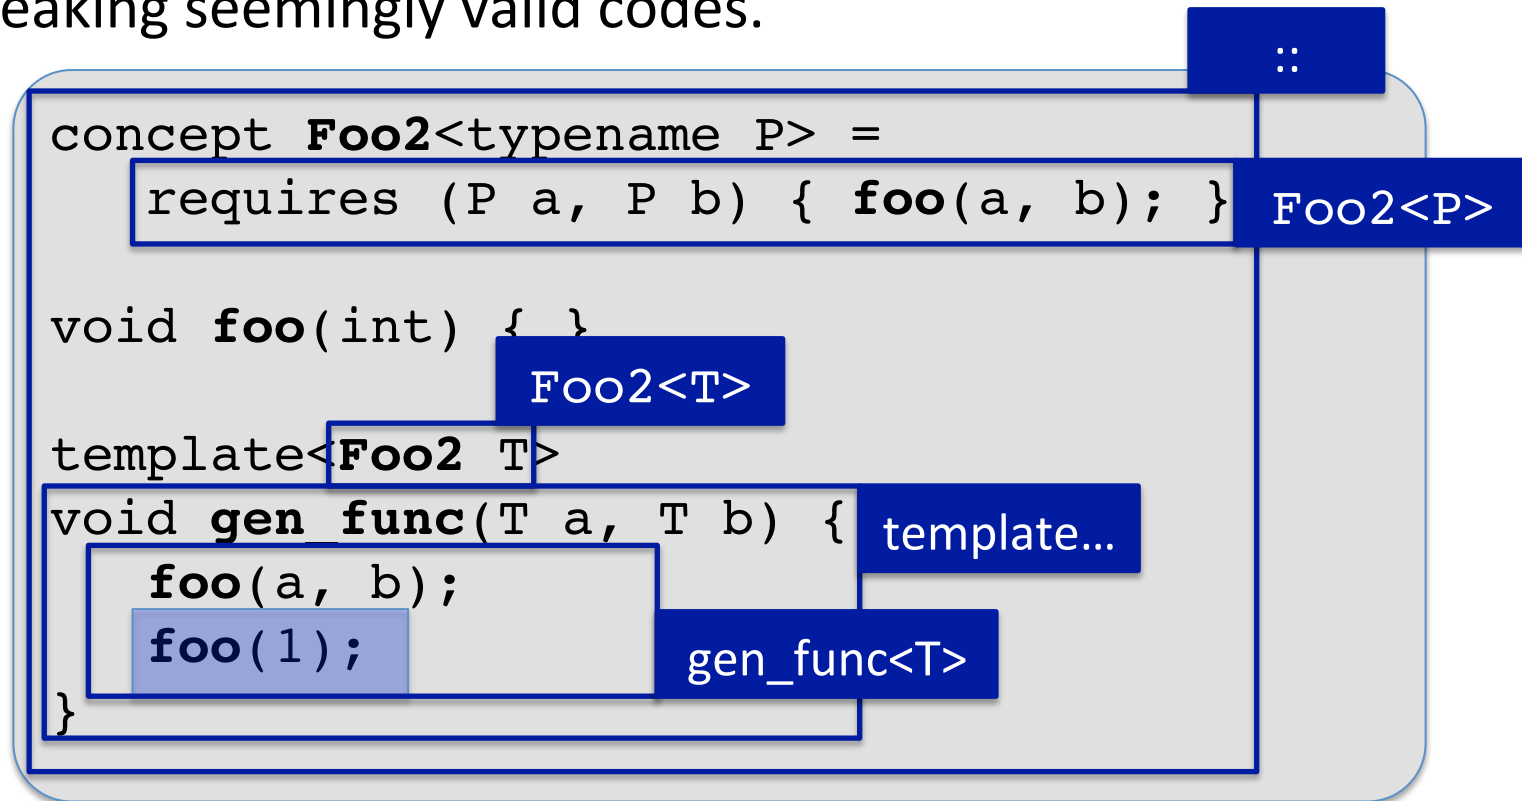 eaking seemingly valid codes.
::
concept Foo2<typename P> =
requires (P a, P b) { foo(a, b); }
Foo2<P>
void foo(int) { }
Foo2<T>
template<Foo2 T>
void gen_func(T a, T b) {
template…
foo(a, b);
foo(1);
gen_func<T>
}